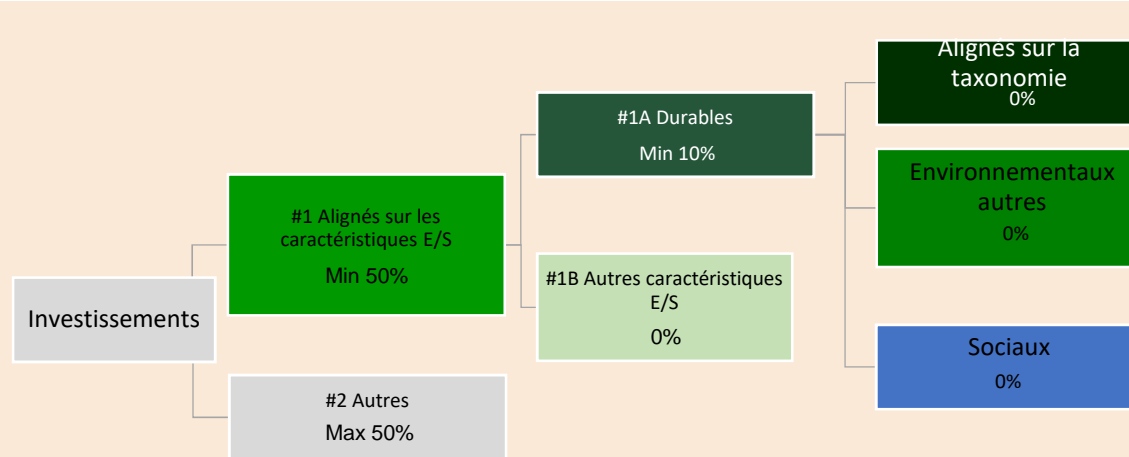 Investissements
#1 Alignés sur les
caractéristiques E/S
Min 50%
#2 Autres
Max 50%
#1A Durables
Min 10%
#1B Autres caractéristiques
E/S
0%
Alignés sur la
taxonomie
0%
Environnementaux
autres
0%
Sociaux
0%